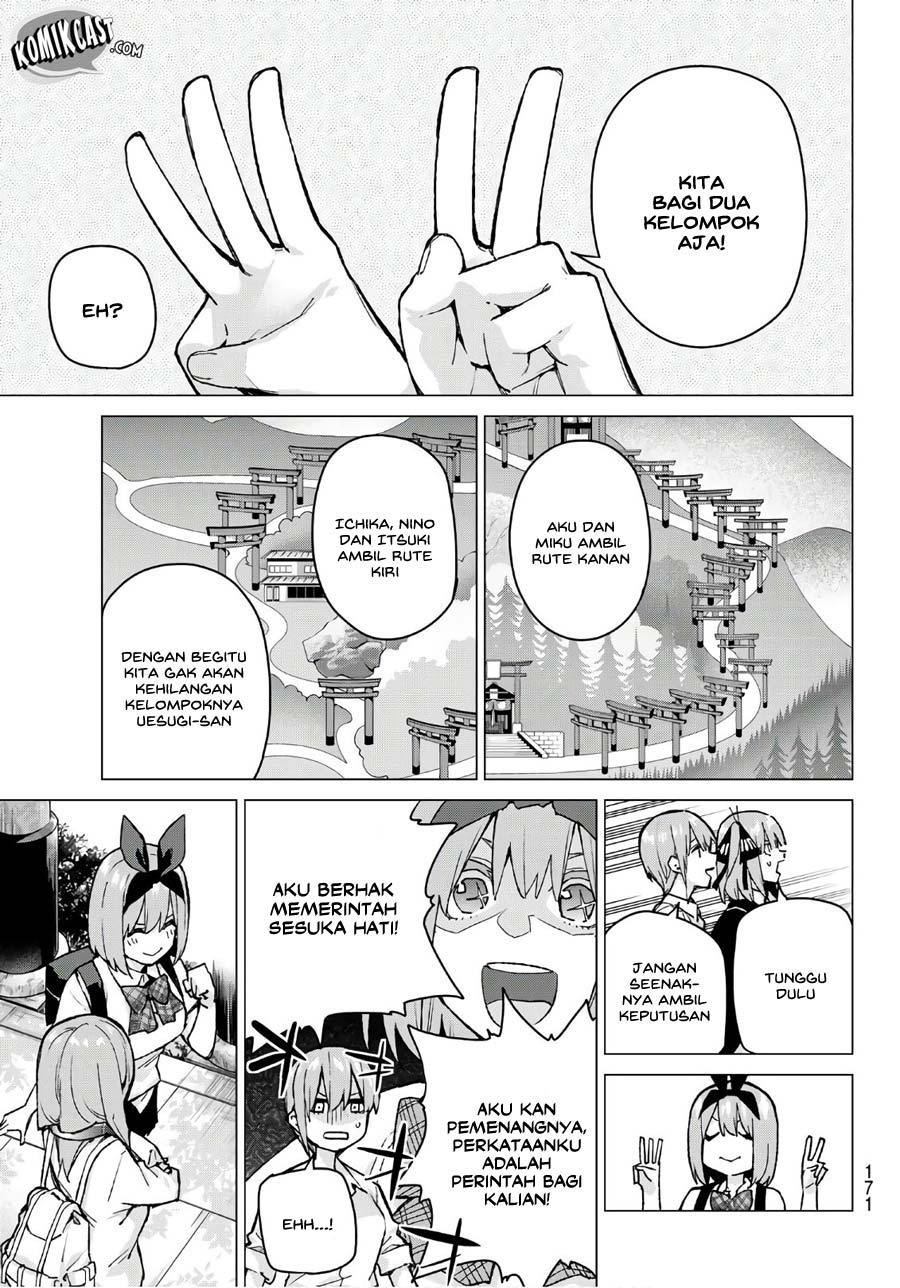 KOMIKCAST.COM
KITA
BAGI DUA
KELOMPOK
AJA!
EH?
AKU DAN
MIKU AMBIL
RUTE KANAN
ICHIKA, NINO
DAN ITSUKI
AMBIL RUTE
KIRI
DENGAN BEGITU
KITA GAK AKAN
KEHILANGAN
KELOMPOKNYA
UESUGI-SAN
TUNGGU
DULU
JANGAN
SEENAK-
NYA AMBIL
KEPUTUSAN
AKU BERHAK
MEMERINTAH
SESUKA HATI!
AKU KAN
PEMENANGNYA,
PERKATAANKU
ADALAH
PERINTAH BAGI
KALIAN!
EHH...!
171